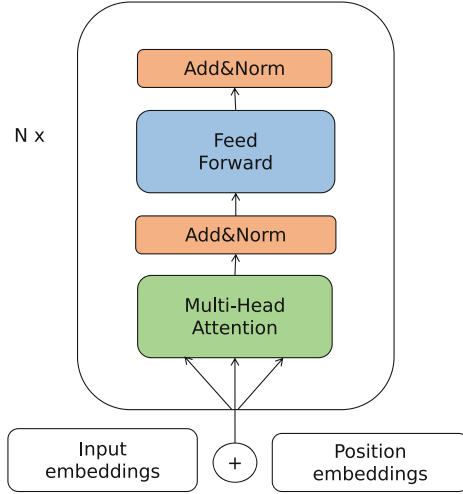 Add&Norm
N x
Feed
Forward
Add&Norm
Multi-Head
Attention
Input
embeddings
+
Position
embeddings